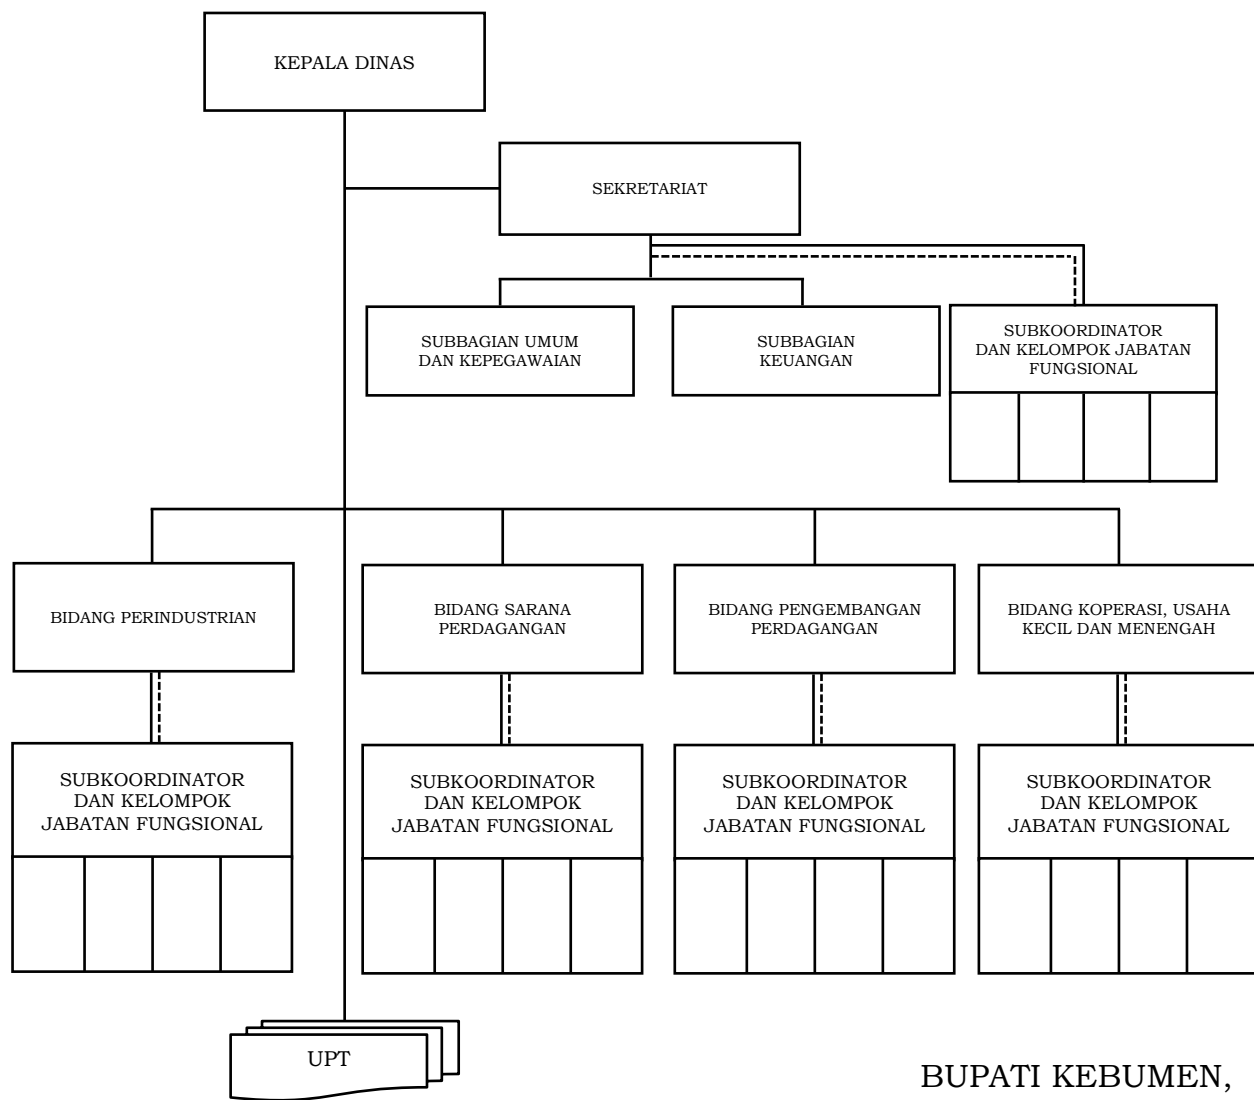 KEPALA DINAS
SEKRETARIAT
SUBBAGIAN UMUM
DAN KEPEGAWAIAN
SUBBAGIAN
KEUANGAN
SUBKOORDINATOR
DAN KELOMPOK JABATAN
FUNGSIONAL
BIDANG PERINDUSTRIAN
BIDANG SARANA
PERDAGANGAN
BIDANG PENGEMBANGAN
PERDAGANGAN
BIDANG KOPERASI, USAHA
KECIL DAN MENENGAH
SUBKOORDINATOR
DAN KELOMPOK
JABATAN FUNGSIONAL
SUBKOORDINATOR
DAN KELOMPOK
JABATAN FUNGSIONAL
SUBKOORDINATOR
DAN KELOMPOK
JABATAN FUNGSIONAL
SUBKOORDINATOR
DAN KELOMPOK
JABATAN FUNGSIONAL
UPT
BUPATI KEBUMEN,